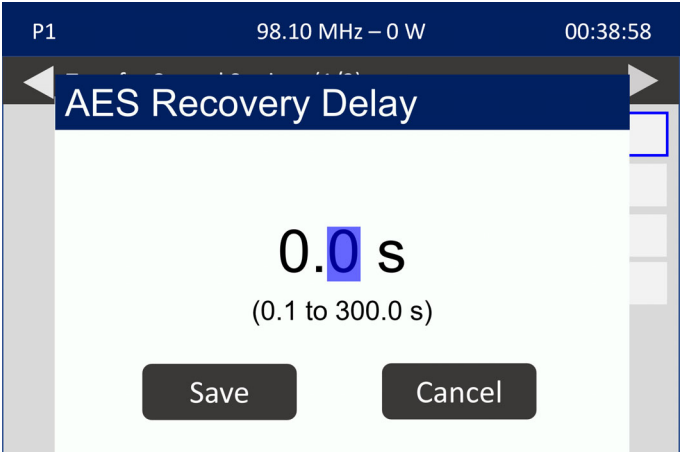 P1 98.10 MHz – 0 W 00:38:58
AES Recovery Delay
0.0 s
(0.1 to 300.0 s)
Save Cancel